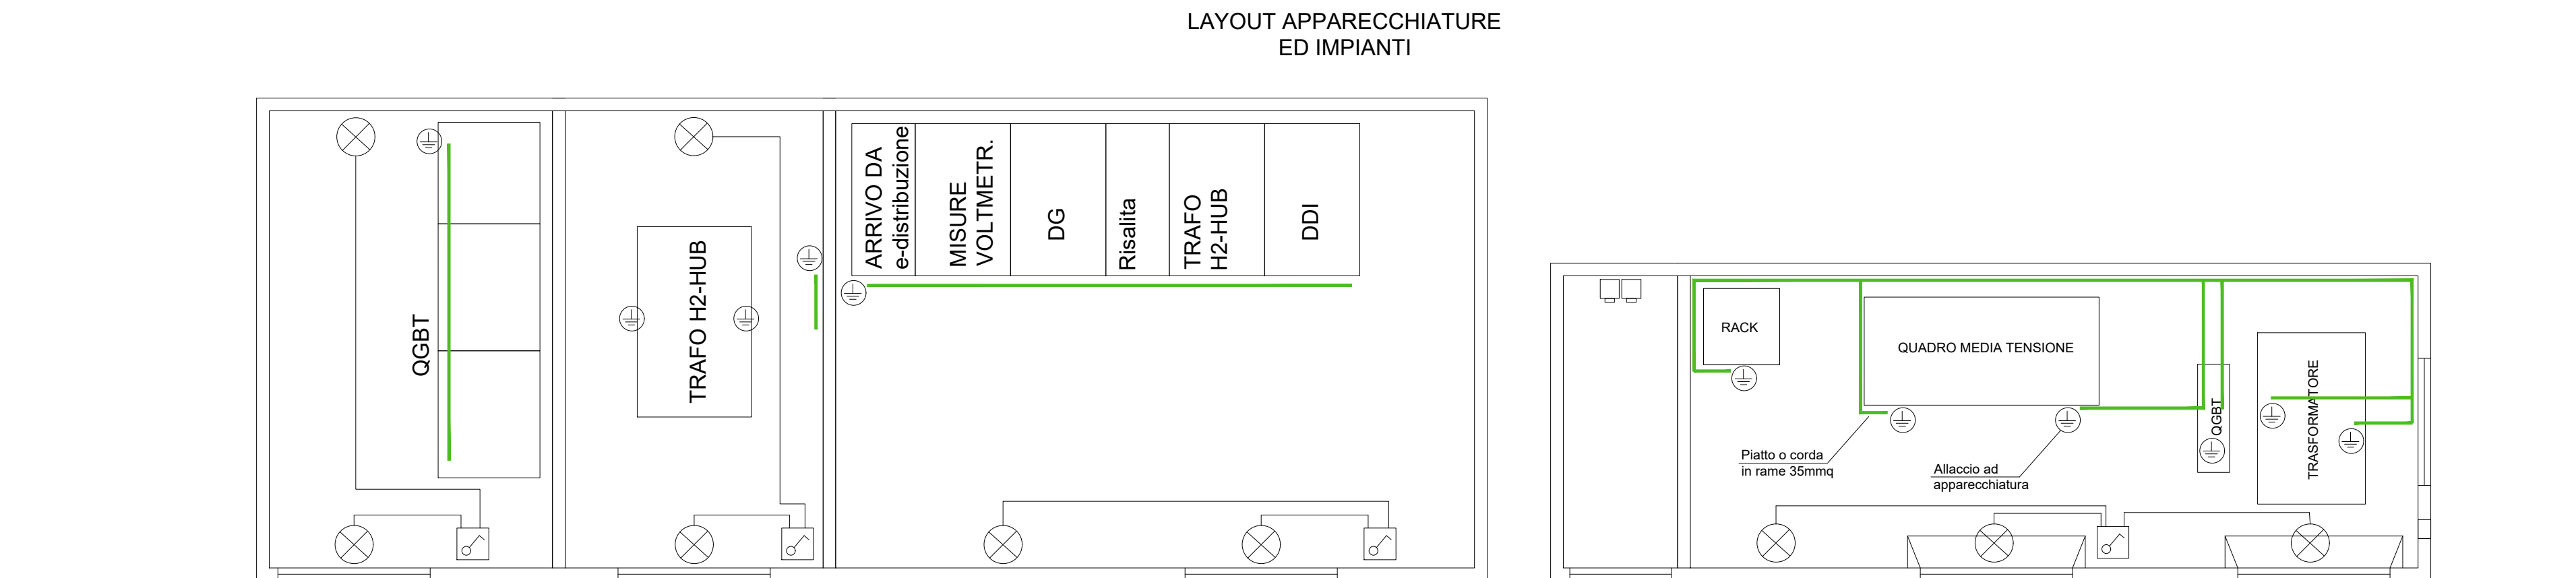 LAYOUT APPARECCHIATURE
ED IMPIANTI
QGBT
TRAFO H2-HUB
ARRIVO DA
e-distribuzione
MISURE
VOLTMETR.
DG
Risalita
TRAFO
H2-HUB
DDI
RACK
QUADRO MEDIA TENSIONE
QGBT
TRASFORMATORE
Piatto o corda
in rame 35mmq
Allaccio ad
apparecchiatura